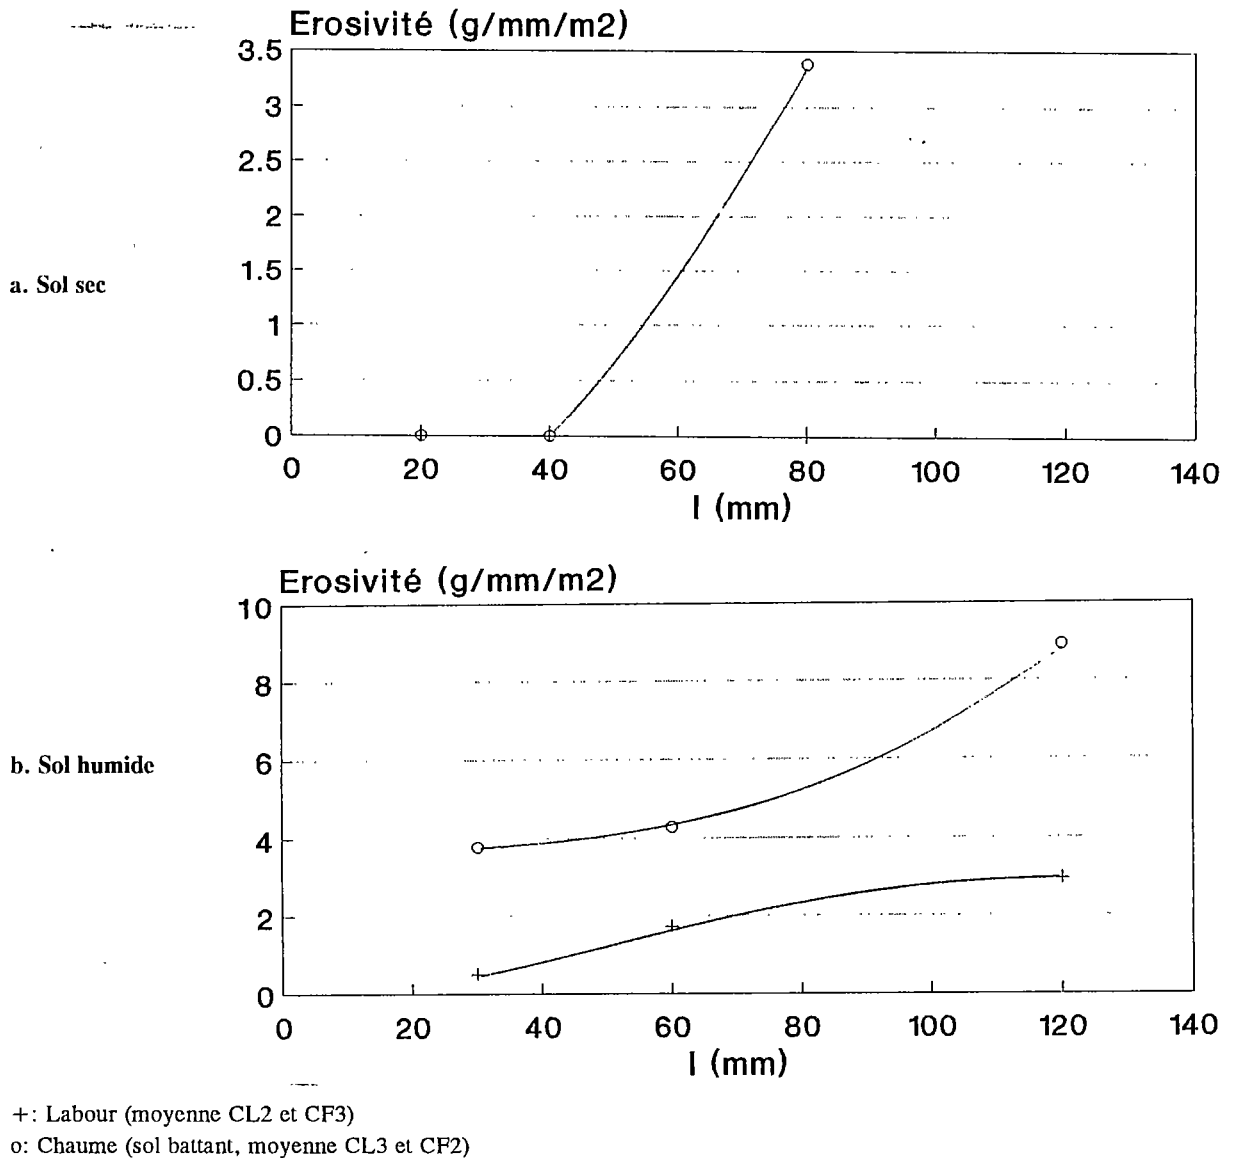 Erosivité (g/mm/m2)
3.5
3
2.5
2
1.5
1
0.5
0
a. Sol sec
0 20 40 60 80 100 120 140
I (mm)
Erosivité (g/mm/m2)
10
8
6
4
2
0
b. Sol humide
0 20 40 60 80 100 120 140
I (mm)
+: Labour (moyenne CL2 et CF3)
o: Chaume (sol battant, moyenne CL3 et CF2)